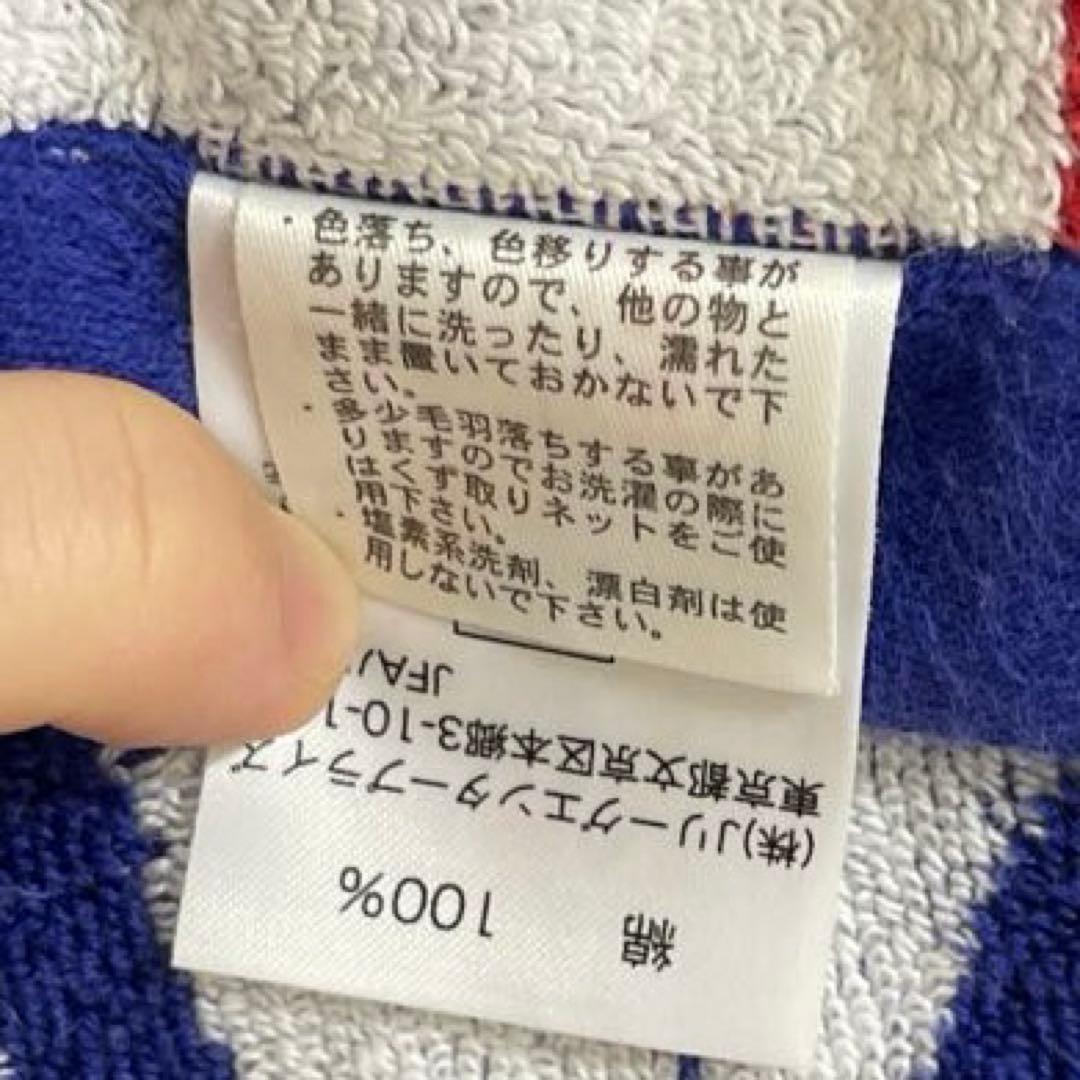 ・色落ち、色移りする事が
ありますので、他の物と
一緒に洗ったり、濡れた
まま置いておかないで下
さい。
・多少毛羽落ちする事があ
りますのでお洗濯の際に
はくず取りネットをご使
用下さい。
・塩素系洗剤、漂白剤は使
用しないで下さい。
綿 100%
(株)Jリーグエンタープライズ
東京都文京区本郷3-10-1
JFA